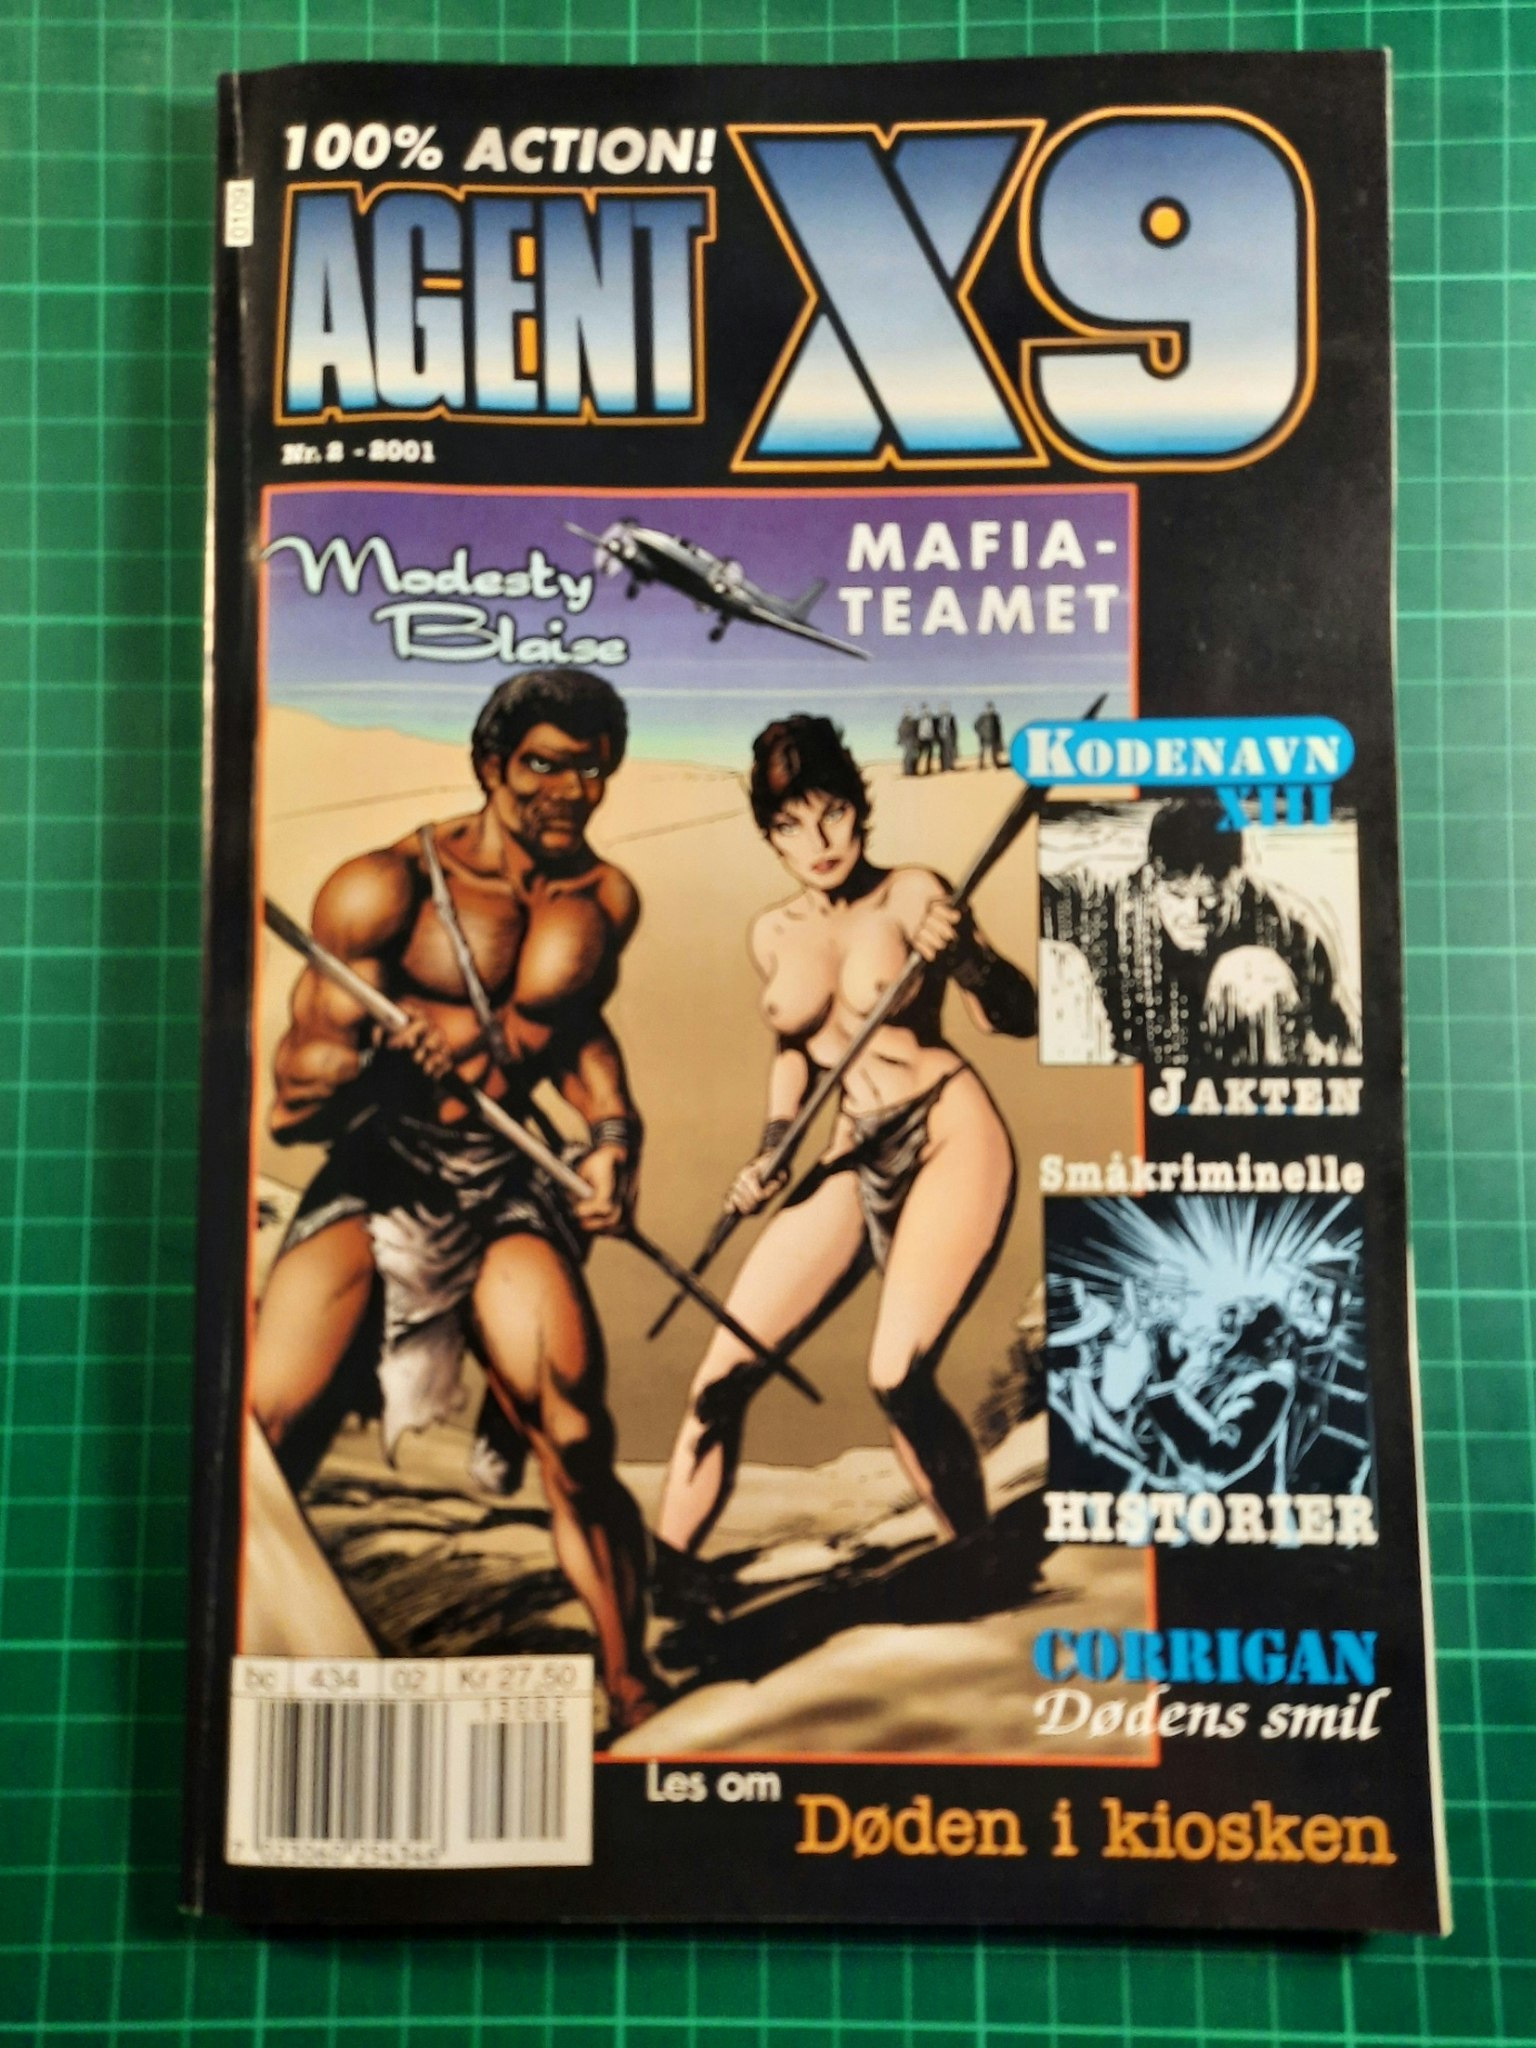 100% ACTION!
AGENT X9
0109
Nr. 2 - 2001
Modesty
Blaise
MAFIA-
TEAMET
KODENAVN
XIII
JAKTEN
Småkriminelle
HISTORIER
CORRIGAN
Dødens smil
bc 434 02 Kr 27,50
Les om
Døden i kiosken